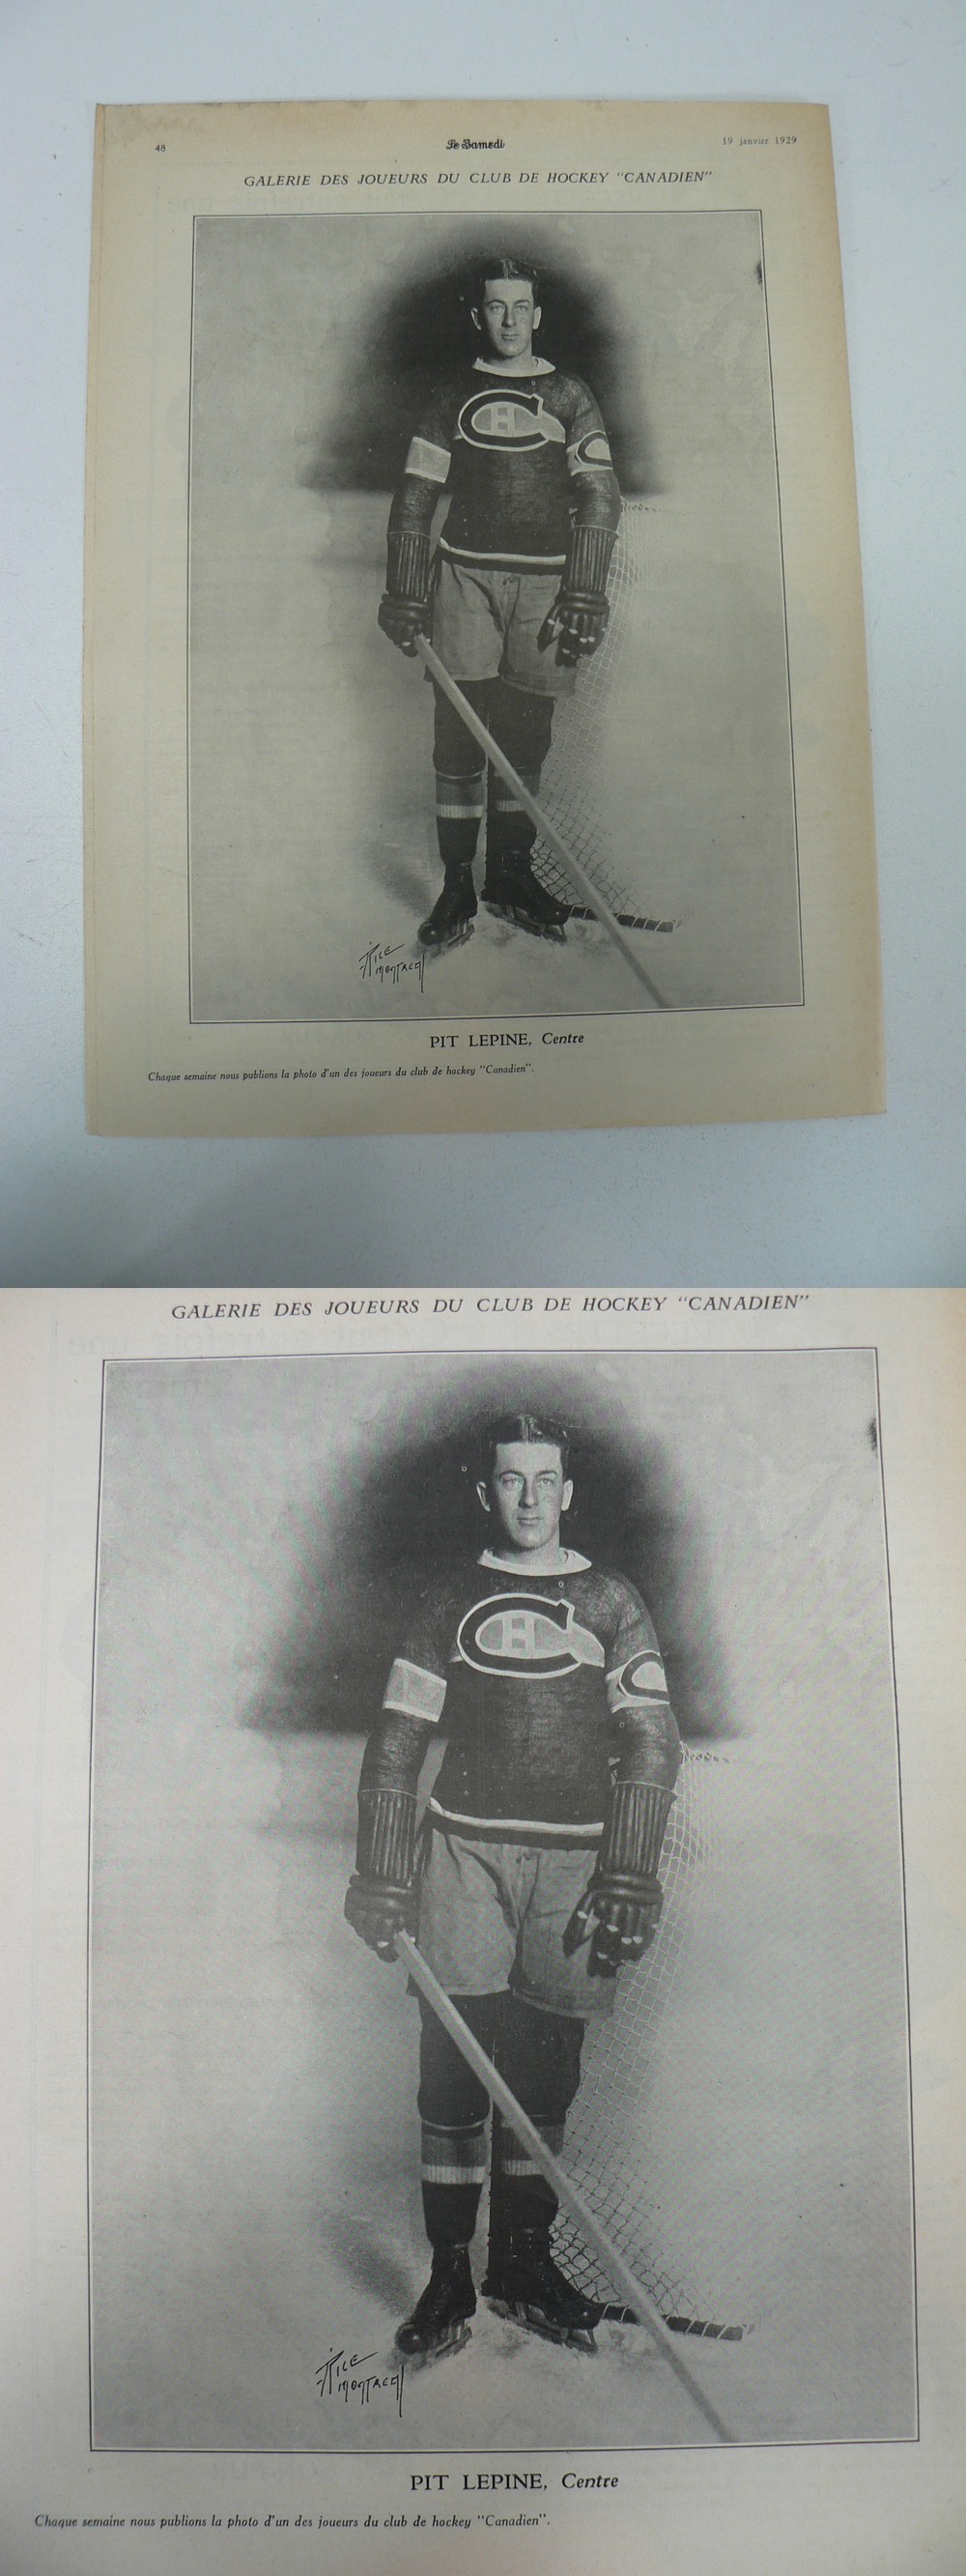 48
Le Samedi
19 janvier 1929
GALERIE DES JOUEURS DU CLUB DE HOCKEY "CANADIEN"
CH
C
RICE
MONTREAL
PIT LEPINE, Centre
Chaque semaine nous publions la photo d'un des joueurs du club de hockey "Canadien".
GALERIE DES JOUEURS DU CLUB DE HOCKEY "CANADIEN"
CH
C
RICE
MONTREAL
PIT LEPINE, Centre
Chaque semaine nous publions la photo d'un des joueurs du club de hockey "Canadien".